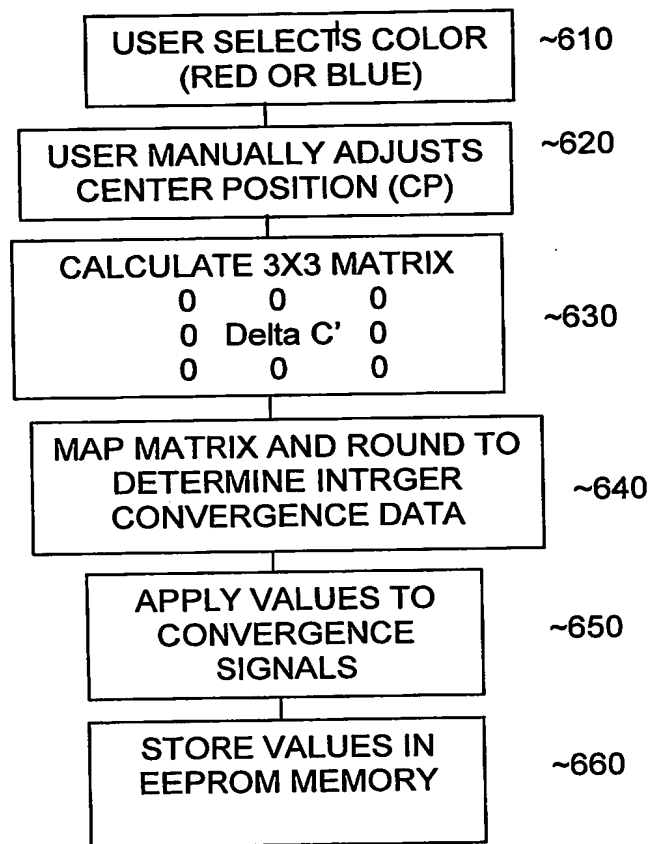 USER SELECTS COLOR ~610
(RED OR BLUE)
USER MANUALLY ADJUSTS ~620
CENTER POSITION (CP)
CALCULATE 3X3 MATRIX
0 0 0
0 Delta C' 0 ~630
0 0 0
MAP MATRIX AND ROUND TO
DETERMINE INTRGER ~640
CONVERGENCE DATA
APPLY VALUES TO
CONVERGENCE ~650
SIGNALS
STORE VALUES IN
EEPROM MEMORY ~660